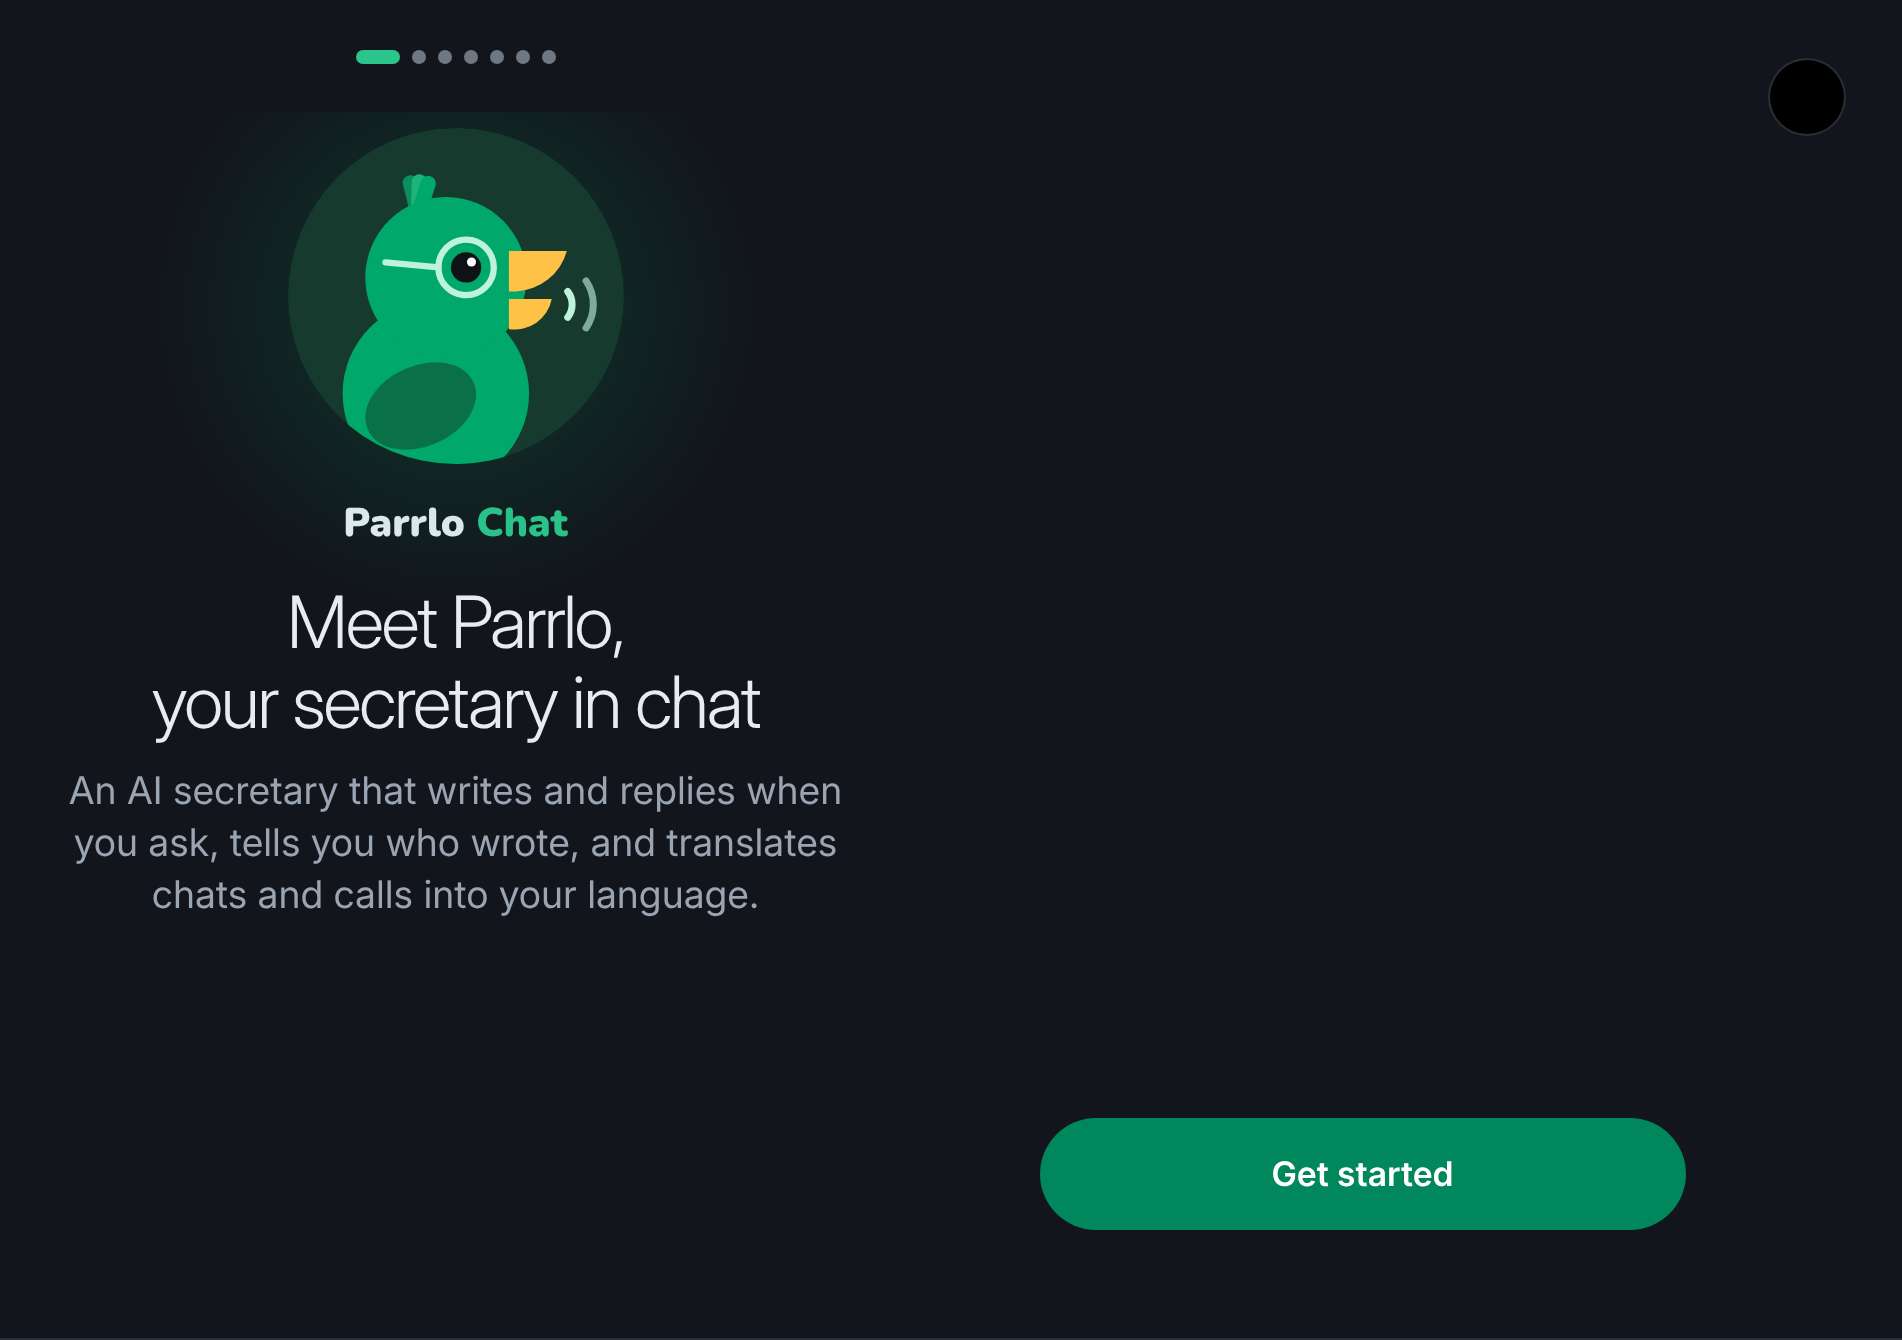 Parrlo Chat
Meet Parrlo,
your secretary in chat
An AI secretary that writes and replies when
you ask, tells you who wrote, and translates
chats and calls into your language.
Get started